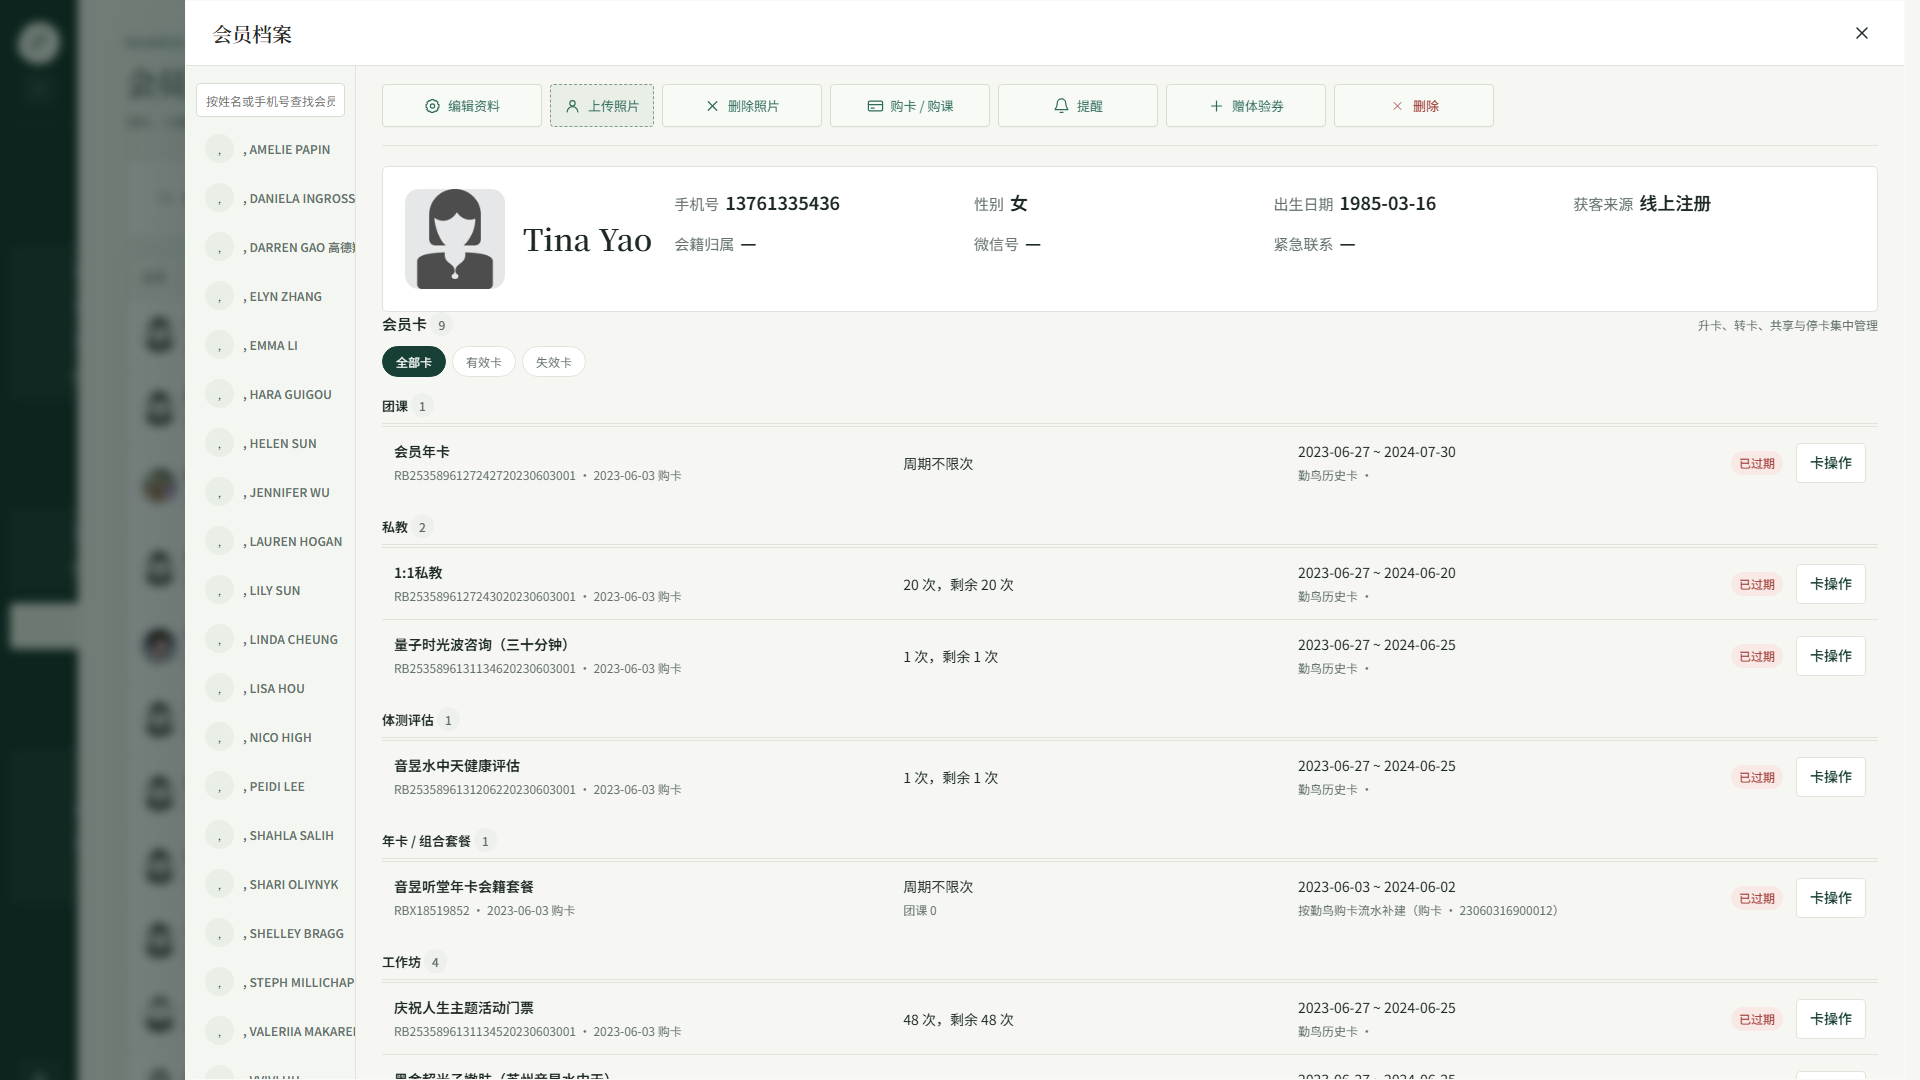 会员档案
按姓名或手机号查找会员
, AMELIE PAPIN
, DANIELA INGROSS
, DARREN GAO 高德
, ELYN ZHANG
, EMMA LI
, HARA GUIGOU
, HELEN SUN
, JENNIFER WU
, LAUREN HOGAN
, LILY SUN
, LINDA CHEUNG
, LISA HOU
, NICO HIGH
, PEIDI LEE
, SHAHLA SALIH
, SHARI OLIYNYK
, SHELLEY BRAGG
, STEPH MILLICHAP
, VALERIIA MAKARE
编辑资料
上传照片
删除照片
购卡 / 购课
提醒
赠体验券
删除
Tina Yao
手机号 13761335436
性别 女
出生日期 1985-03-16
获客来源 线上注册
会籍归属 —
微信号 —
紧急联系 —
会员卡 9
升卡、转卡、共享与停卡集中管理
全部卡
有效卡
失效卡
团课 1
会员年卡
RB2535896127242720230603001 · 2023-06-03 购卡
周期不限次
2023-06-27 ~ 2024-07-30
勤鸟历史卡 ·
已过期
卡操作
私教 2
1:1私教
RB2535896127243020230603001 · 2023-06-03 购卡
20 次，剩余 20 次
2023-06-27 ~ 2024-06-20
勤鸟历史卡 ·
已过期
卡操作
量子时光波咨询（三十分钟）
RB2535896131134620230603001 · 2023-06-03 购卡
1 次，剩余 1 次
2023-06-27 ~ 2024-06-25
勤鸟历史卡 ·
已过期
卡操作
体测评估 1
音昱水中天健康评估
RB2535896131206220230603001 · 2023-06-03 购卡
1 次，剩余 1 次
2023-06-27 ~ 2024-06-25
勤鸟历史卡 ·
已过期
卡操作
年卡 / 组合套餐 1
音昱听堂年卡会籍套餐
RBX18519852 · 2023-06-03 购卡
周期不限次
团课 0
2023-06-03 ~ 2024-06-02
按勤鸟购卡流水补建（购卡 · 23060316900012）
已过期
卡操作
工作坊 4
庆祝人生主题活动门票
RB2535896131134520230603001 · 2023-06-03 购卡
48 次，剩余 48 次
2023-06-27 ~ 2024-06-25
勤鸟历史卡 ·
已过期
卡操作
2023-06-27 ~ 2024-06-25